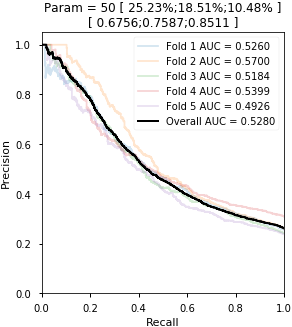 Param = 50 [ 25.23%;18.51%;10.48% ]
[ 0.6756;0.7587;0.8511 ]
Fold 1 AUC = 0.5260
Fold 2 AUC = 0.5700
Fold 3 AUC = 0.5184
Fold 4 AUC = 0.5399
Fold 5 AUC = 0.4926
Overall AUC = 0.5280
Precision
1.0
0.8
0.6
0.4
0.2
0.0
0.0 0.2 0.4 0.6 0.8 1.0
Recall